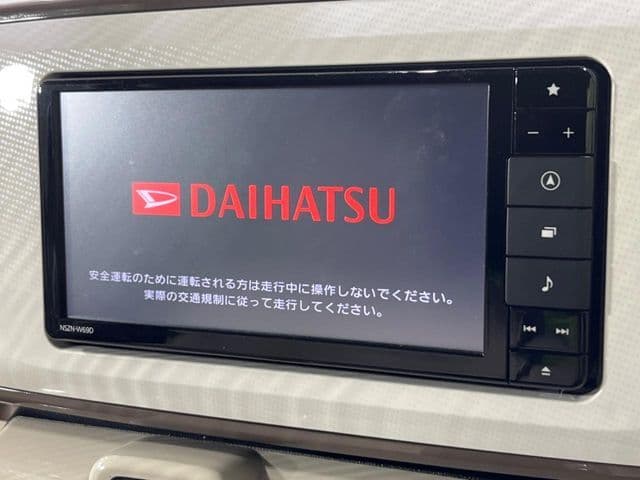 DAIHATSU
安全運転のために運転される方は走行中に操作しないでください。
実際の交通規制に従って走行してください。
NSZN-W69D